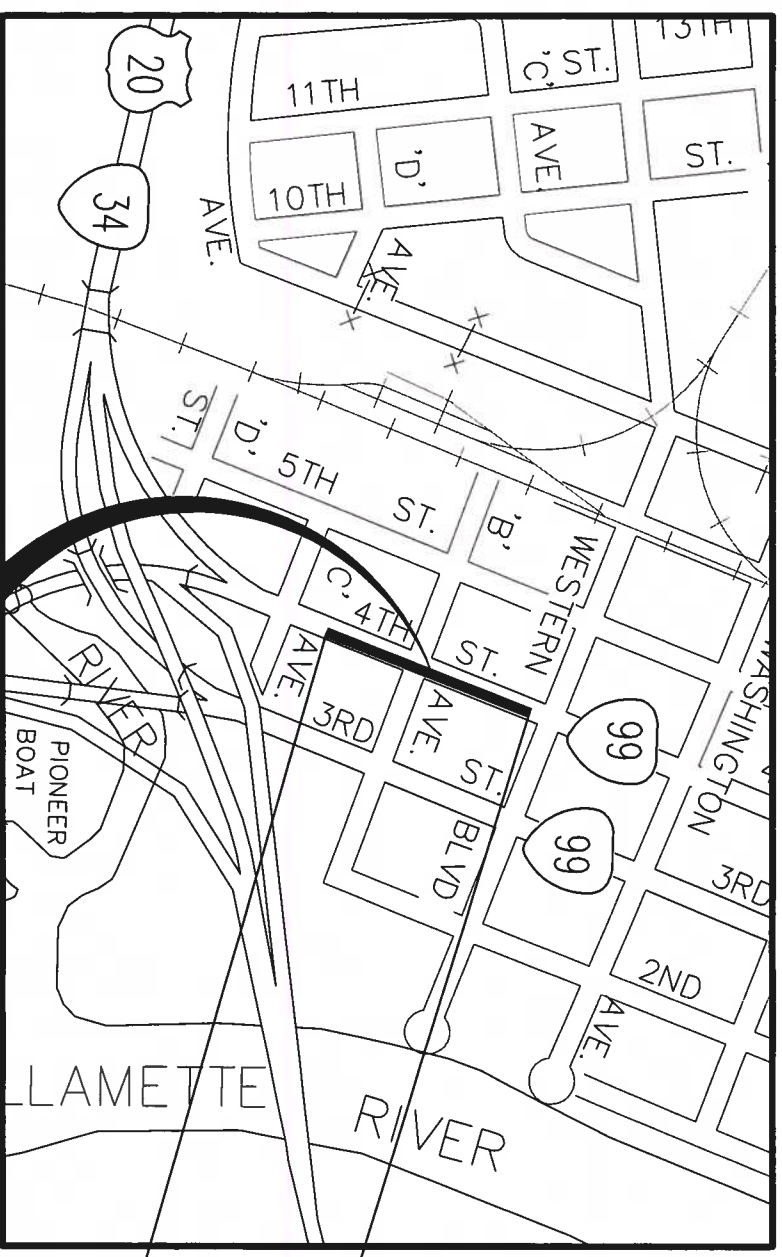 13TH
'C' ST.
11TH
20
AVE.
'D'
ST.
10TH
34
AVE.
AVE.
ST.
'D'
5TH
ST.
'B'
WESTERN
'C'
4TH
ST.
WASHINGTON
AVE.
RIVER
3RD
AVE.
99
ST.
PIONEER
BOAT
BLVD
99
3RD
2ND
AVE.
LLAMETTE
RIVER